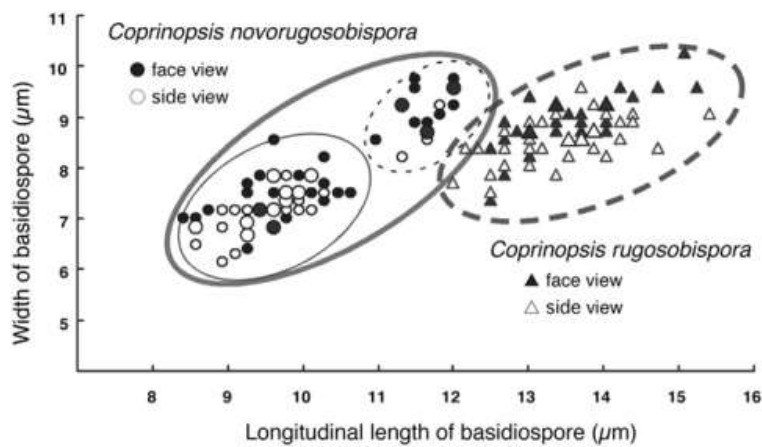 11
10
9
8
7
6
5
Width of basidiospore (μm)
Coprinopsis novorugosobispora
face view
side view
Coprinopsis rugosobispora
face view
side view
8 9 10 11 12 13 14 15 16
Longitudinal length of basidiospore (μm)